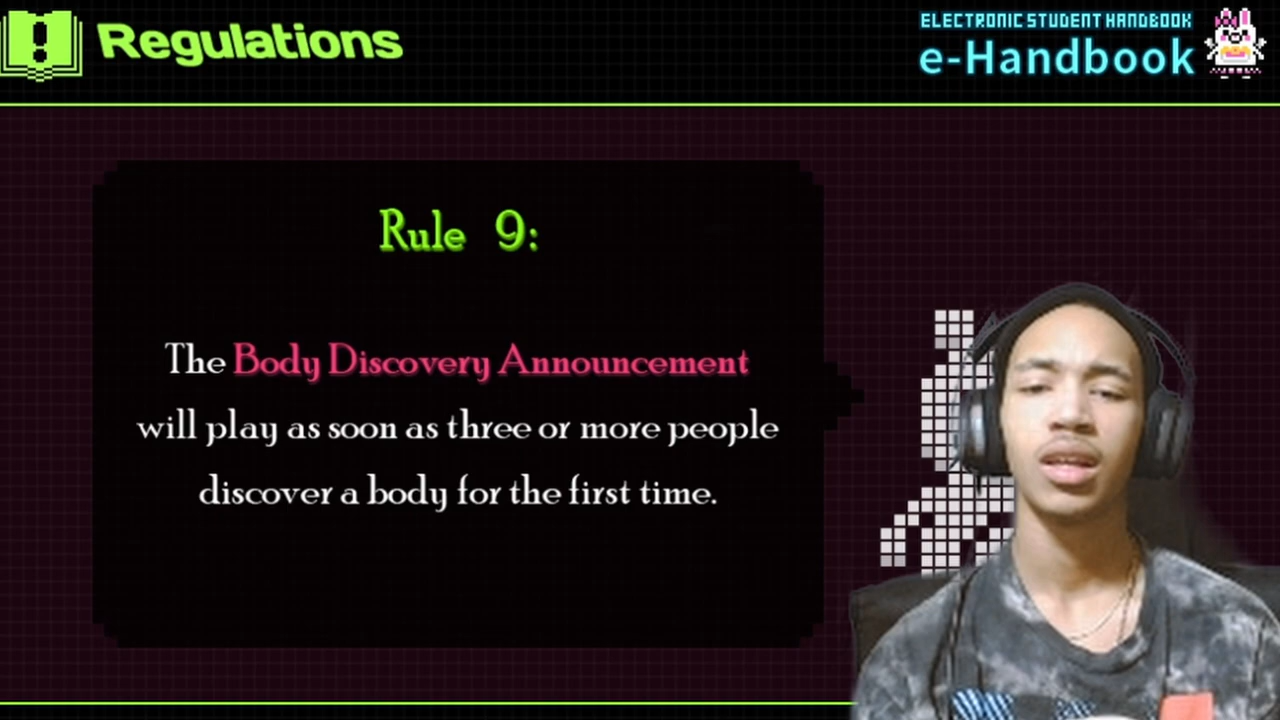 Regulations
ELECTRONIC STUDENT HANDBOOK
e-Handbook
Rule 9:
The Body Discovery Announcement
will play as soon as three or more people
discover a body for the first time.